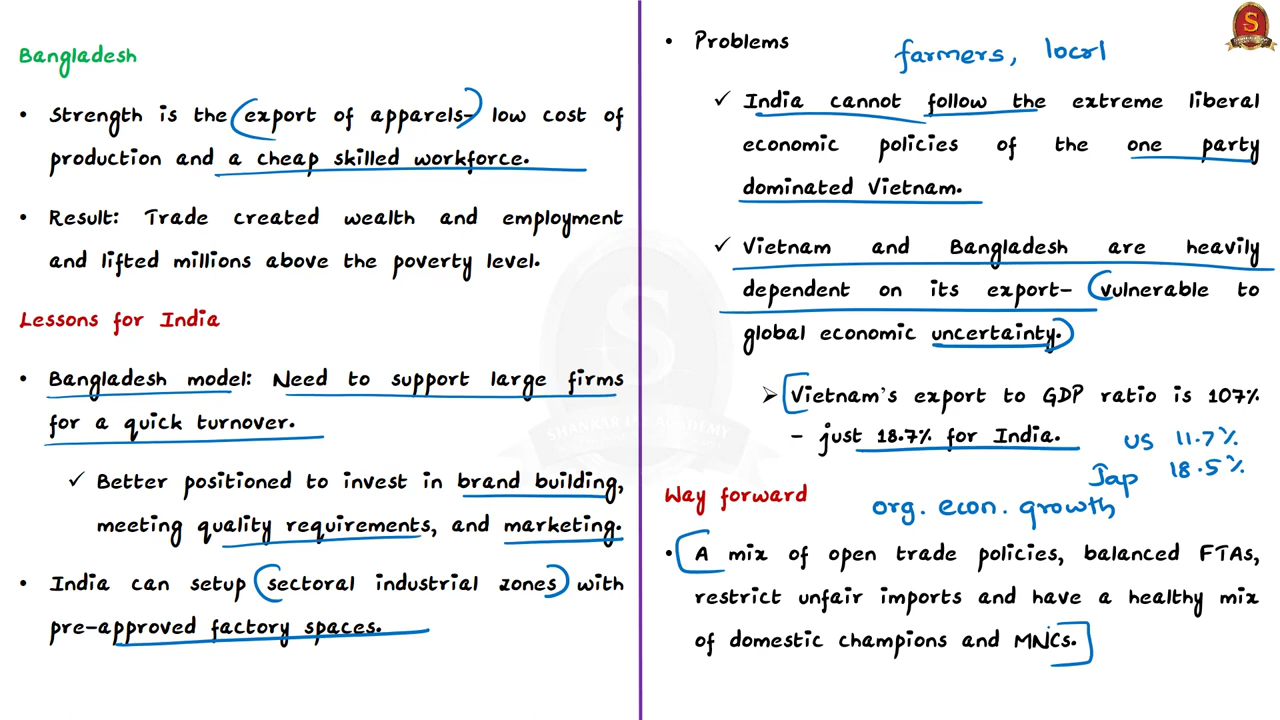 Bangladesh
• Strength is the export of apparels- low cost of
production and a cheap skilled workforce.
• Result: Trade created wealth and employment
and lifted millions above the poverty level.
Lessons for India
• Bangladesh model: Need to support large firms
for a quick turnover.
✓ Better positioned to invest in brand building,
meeting quality requirements, and marketing.
• India can setup sectoral industrial zones with
pre-approved factory spaces.
• Problems
farmers, local
✓ India cannot follow the extreme liberal
economic policies of the one party
dominated Vietnam.
✓ Vietnam and Bangladesh are heavily
dependent on its export- vulnerable to
global economic uncertainty.
➢ Vietnam's export to GDP ratio is 107%
- just 18.7% for India.
US 11.7%
Jap 18.5%
Way forward
org. econ. growth
• A mix of open trade policies, balanced FTAs,
restrict unfair imports and have a healthy mix
of domestic champions and MNCs.
S
SHANKAR IAS ACADEMY